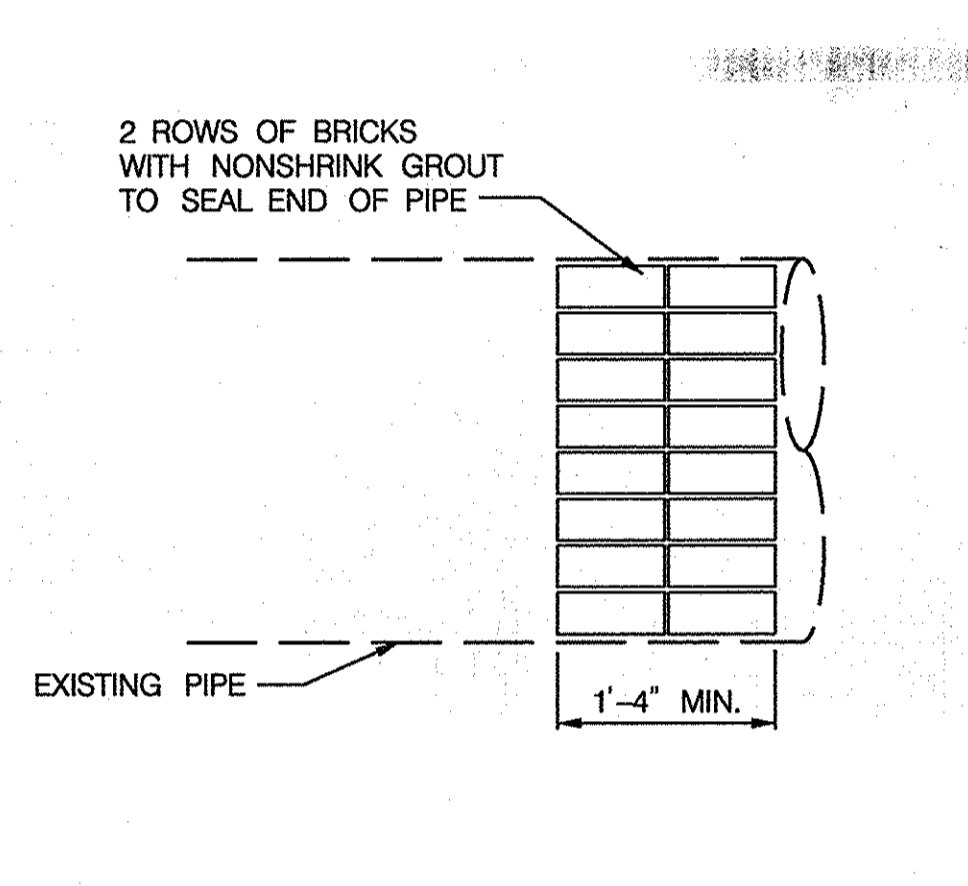 2 ROWS OF BRICKS
WITH NONSHRINK GROUT
TO SEAL END OF PIPE
EXISTING PIPE
1'-4" MIN.